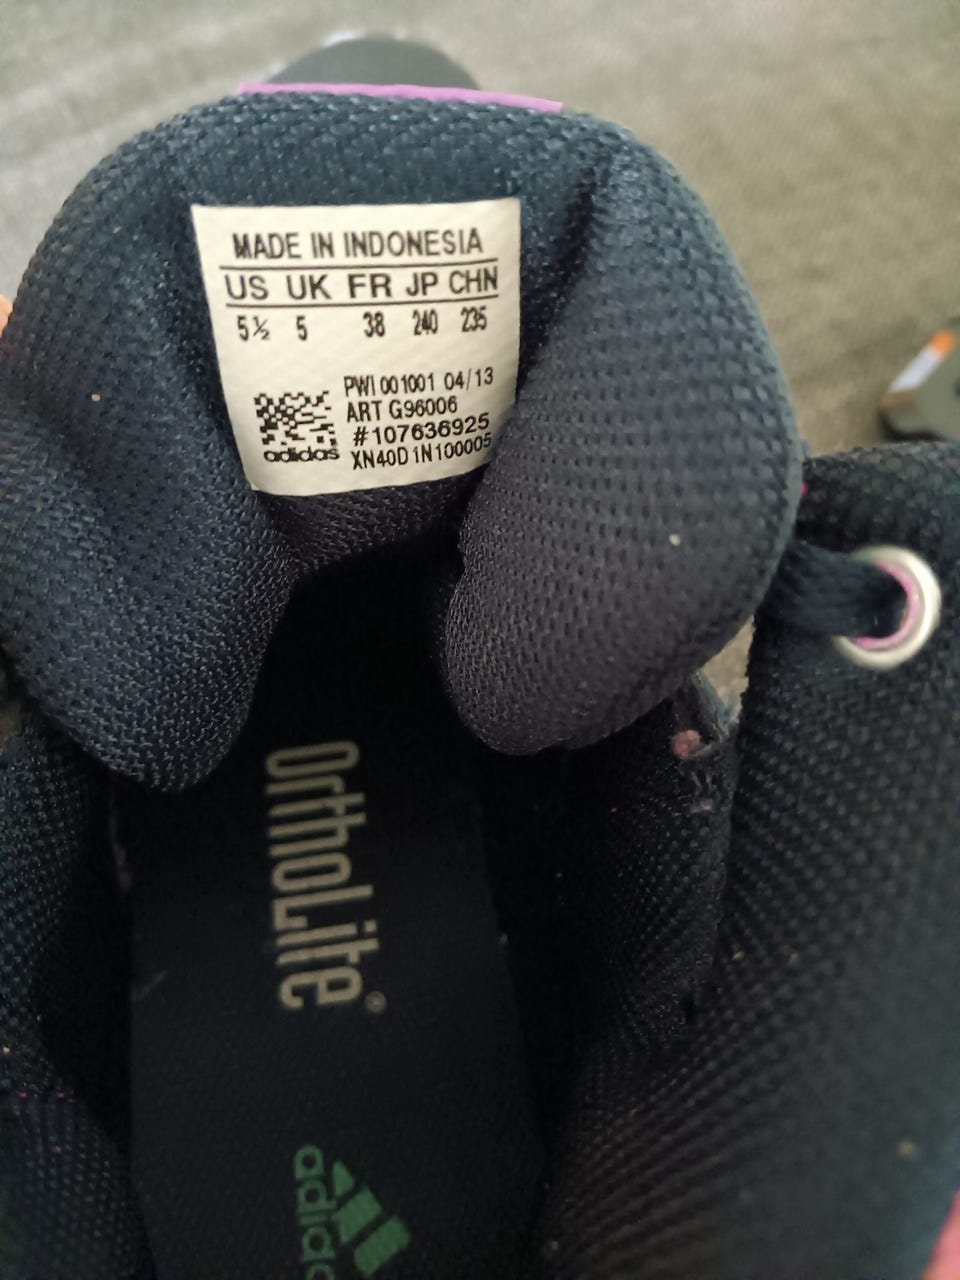 MADE IN INDONESIA
US UK FR JP CHN
5½ 5 38 240 235
PWI 001001 04/13
ART G96006
#107636925
adidas XN40D 1N100005
OrthoLite®
adidas